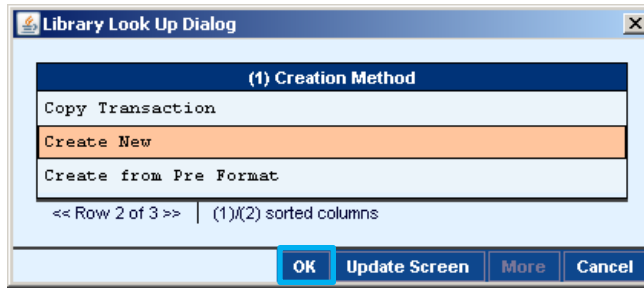 Library Look Up Dialog
(1) Creation Method
Copy Transaction
Create New
Create from Pre Format
<< Row 2 of 3 >> | (1)/(2) sorted columns
OK Update Screen More Cancel